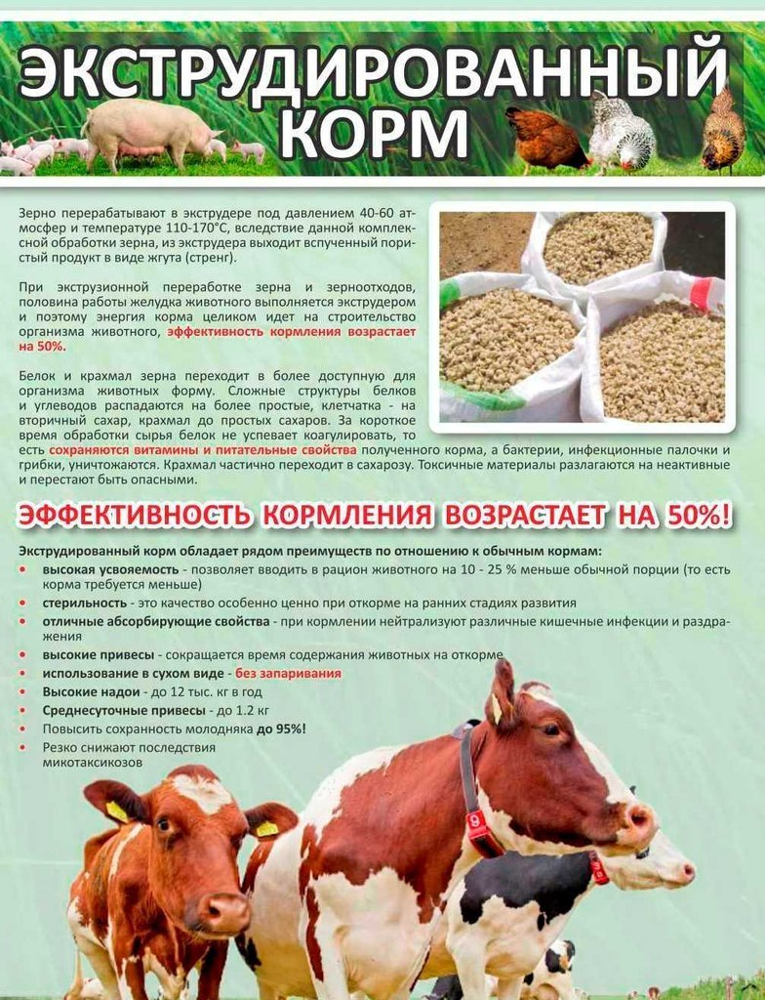 ЭКСТРУДИРОВАННЫЙ
КОРМ
Зерно перерабатывают в экструдере под давлением 40-60 ат-
мосфер и температуре 110-170°С, вследствие данной комплек-
сной обработки зерна, из экструдера выходит вспученный пори-
стый продукт в виде жгута (стренг).
При экструзионной переработке зерна и зерноотходов,
половина работы желудка животного выполняется экструдером
и поэтому энергия корма целиком идет на строительство
организма животного, эффективность кормления возрастает
на 50%.
Белок и крахмал зерна переходит в более доступную для
организма животных форму. Сложные структуры белков
и углеводов распадаются на более простые, клетчатка - на
вторичный сахар, крахмал до простых сахаров. За короткое
время обработки сырья белок не успевает коагулировать, то
есть сохраняются витамины и питательные свойства полученного корма, а бактерии, инфекционные палочки и
грибки, уничтожаются. Крахмал частично переходит в сахарозу. Токсичные материалы разлагаются на неактивные
и перестают быть опасными.
ЭФФЕКТИВНОСТЬ КОРМЛЕНИЯ ВОЗРАСТАЕТ НА 50%!
Экструдированный корм обладает рядом преимуществ по отношению к обычным кормам:
• высокая усвояемость - позволяет вводить в рацион животного на 10 - 25 % меньше обычной порции (то есть
корма требуется меньше)
• стерильность - это качество особенно ценно при откорме на ранних стадиях развития
• отличные абсорбирующие свойства - при кормлении нейтрализуют различные кишечные инфекции и раздра-
жения
• высокие привесы - сокращается время содержания животных на откорме
• использование в сухом виде - без запаривания
• Высокие надои - до 12 тыс. кг в год
• Среднесуточные привесы - до 1.2 кг
• Повысить сохранность молодняка до 95%!
• Резко снижают последствия
микотаксикозов